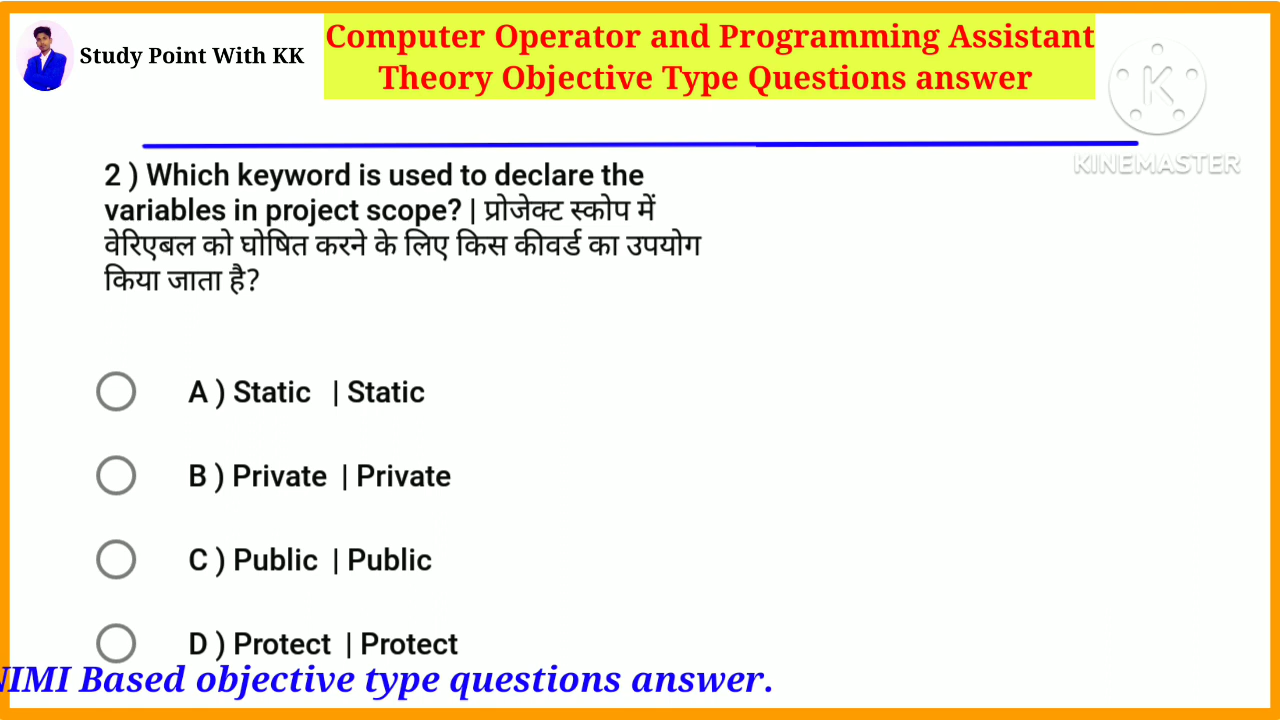 Study Point With KK
Computer Operator and Programming Assistant
Theory Objective Type Questions answer
K
KINEMASTER
2 ) Which keyword is used to declare the
variables in project scope? | प्रोजेक्ट स्कोप में
वेरिएबल को घोषित करने के लिए किस कीवर्ड का उपयोग
किया जाता है?
A ) Static | Static
B ) Private | Private
C ) Public | Public
D ) Protect | Protect
NIMI Based objective type questions answer.